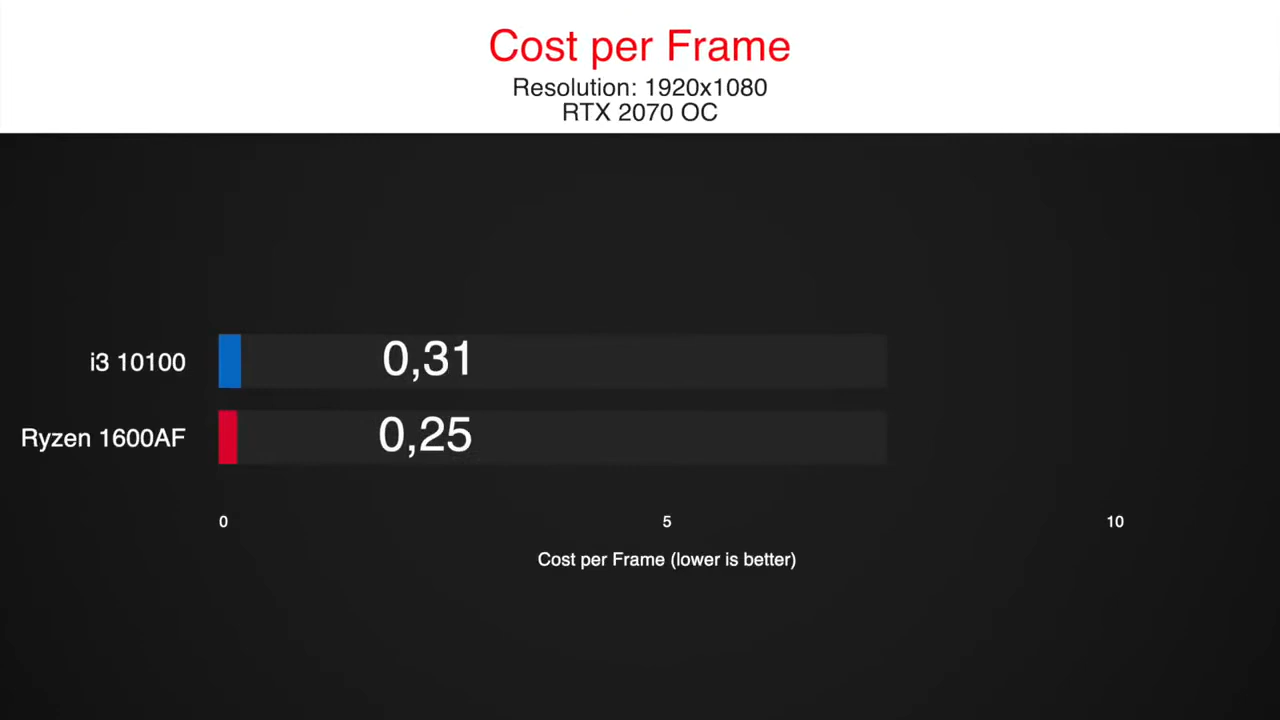 Cost per Frame
Resolution: 1920x1080
RTX 2070 OC
i3 10100
0,31
Ryzen 1600AF
0,25
0 5 10
Cost per Frame (lower is better)